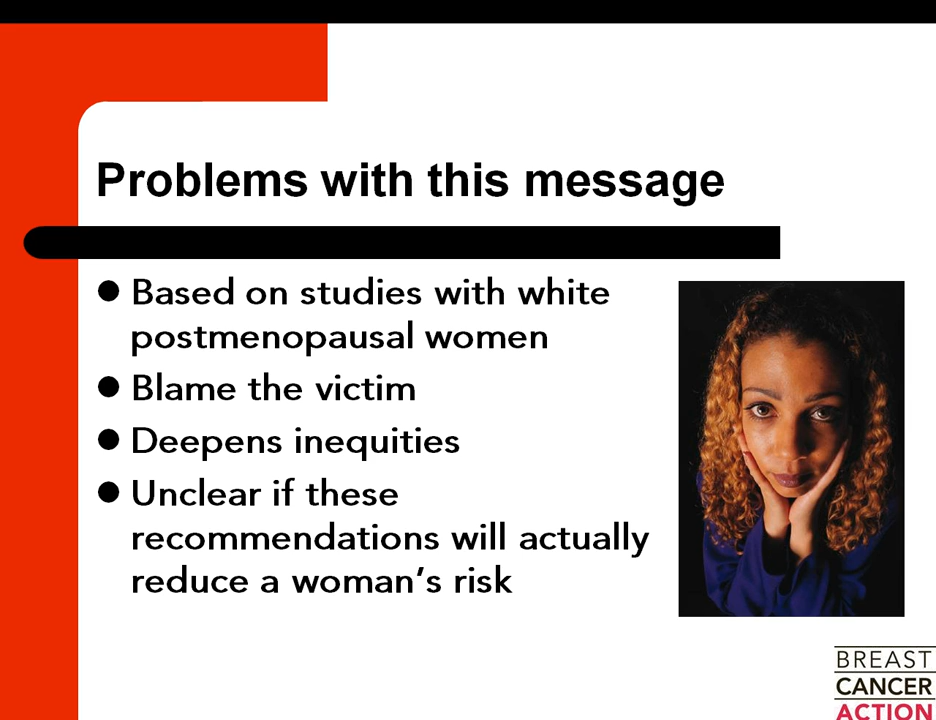 Problems with this message
Based on studies with white
postmenopausal women
Blame the victim
Deepens inequities
Unclear if these
recommendations will actually
reduce a woman’s risk
BREAST
CANCER
ACTION